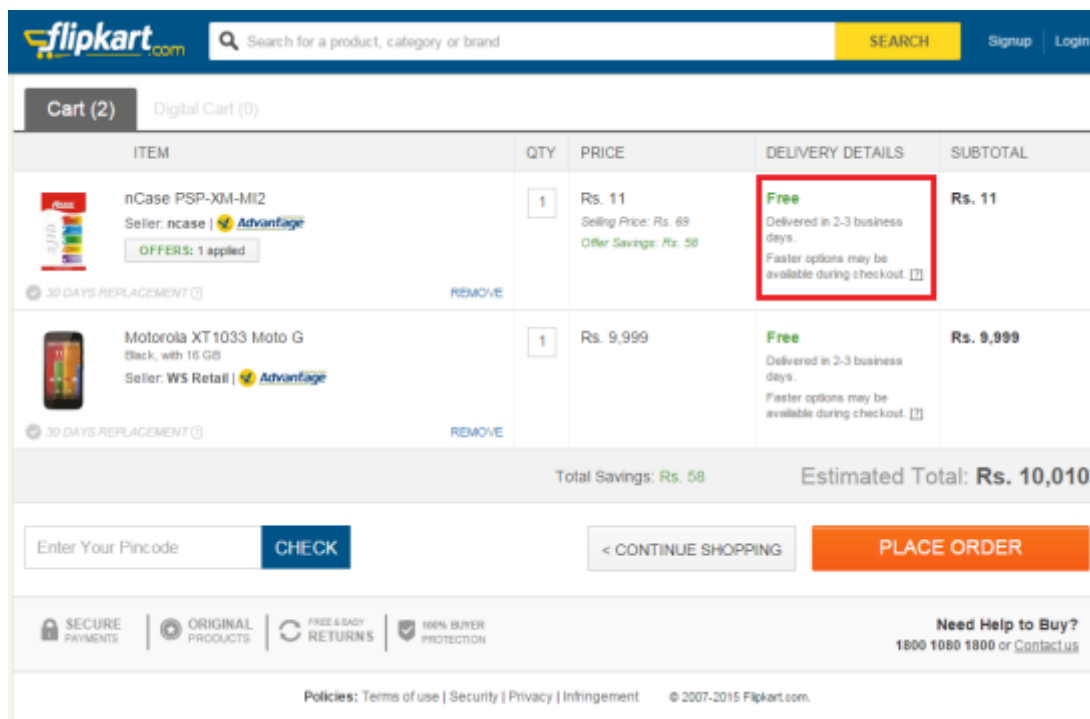 flipkart.com
Search for a product, category or brand
SEARCH
Signup
Login
Cart (2)
Digital Cart (0)
ITEM
QTY
PRICE
DELIVERY DETAILS
SUBTOTAL
nCase PSP-XM-MI2
Seller: ncase | Advantage
OFFERS: 1 applied
30 DAYS REPLACEMENT [?]
REMOVE
1
Rs. 11
Selling Price: Rs. 69
Offer Savings: Rs. 58
Free
Delivered in 2-3 business
days.
Faster options may be
available during checkout. [?]
Rs. 11
Motorola XT1033 Moto G
Black, with 16 GB
Seller: WS Retail | Advantage
30 DAYS REPLACEMENT [?]
REMOVE
1
Rs. 9,999
Free
Delivered in 2-3 business
days.
Faster options may be
available during checkout. [?]
Rs. 9,999
Total Savings: Rs. 58
Estimated Total: Rs. 10,010
Enter Your Pincode
CHECK
< CONTINUE SHOPPING
PLACE ORDER
SECURE
PAYMENTS
ORIGINAL
PRODUCTS
FREE & EASY
RETURNS
100% BUYER
PROTECTION
Need Help to Buy?
1800 1080 1800 or Contact us
Policies: Terms of use | Security | Privacy | Infringement
© 2007-2015 Flipkart.com.